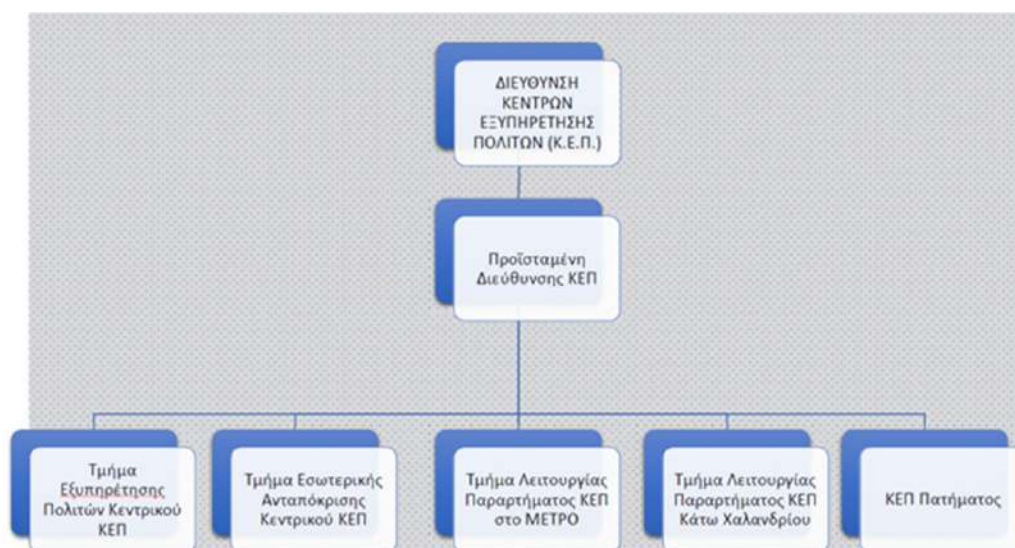 ΔΙΕΥΘΥΝΣΗ
ΚΕΝΤΡΩΝ
ΕΞΥΠΗΡΕΤΗΣΗΣ
ΠΟΛΙΤΩΝ (Κ.Ε.Π.)
Προϊσταμένη
Διεύθυνσης ΚΕΠ
Τμήμα
Εξυπηρέτησης
Πολιτών Κεντρικού
ΚΕΠ
Τμήμα Εσωτερικής
Ανταπόκρισης
Κεντρικού ΚΕΠ
Τμήμα Λειτουργίας
Παραρτήματος ΚΕΠ
στο ΜΕΤΡΟ
Τμήμα Λειτουργίας
Παραρτήματος ΚΕΠ
Κάτω Χαλανδρίου
ΚΕΠ Πατήματος